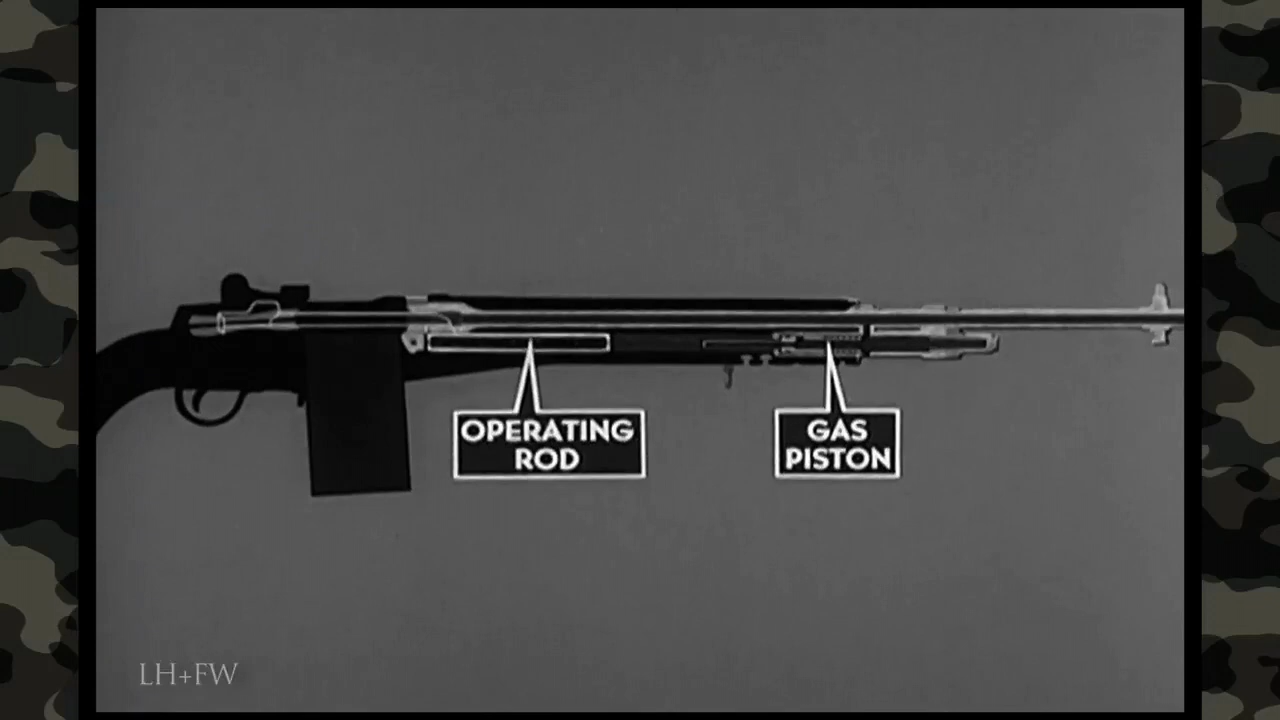 OPERATING
ROD
GAS
PISTON
LH+FW